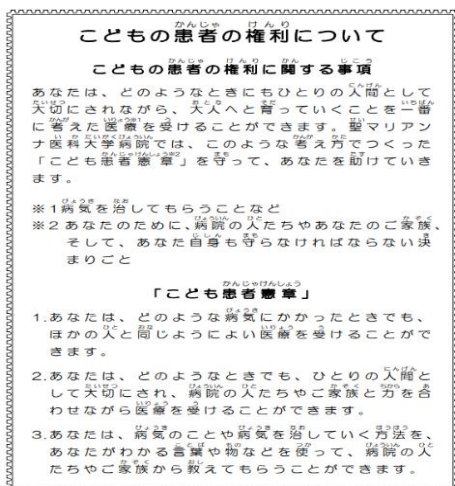 こどもの患者の権利について
こどもの患者の権利に関する事項
あなたは、どのようなときにもひとりの人間として
大切にされながら、大人へと育っていくことを一番
に考えた医療を受けることができます。聖マリアン
ナ医科大学病院では、このような考え方でつくった
「こども患者憲章」を守って、あなたを助けていき
ます。
※1病気を治してもらうことなど
※2あなたのために、病院の人たちやあなたのご家族、
そして、あなた自身も守らなければならない決
まりごと
「こども患者憲章」
1.あなたは、どのような病気にかかったときでも、
ほかの人と同じようによい医療を受けることがで
きます。
2.あなたは、どのようなときでも、ひとりの人間と
して大切にされ、病院の人たちやご家族と力を合
わせながら医療を受けることができます。
3.あなたは、病気のことや病気を治していく方法を、
あなたがわかる言葉や物などを使って、病院の人
たちやご家族から教えてもらうことができます。